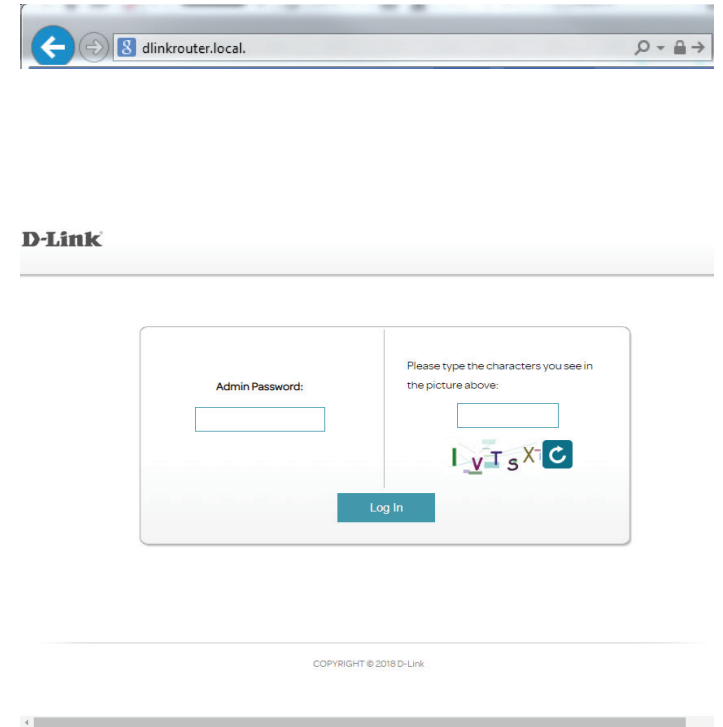 dlinkrouter.local.
D-Link
Admin Password:
Please type the characters you see in
the picture above:
Log In
COPYRIGHT © 2018 D-Link